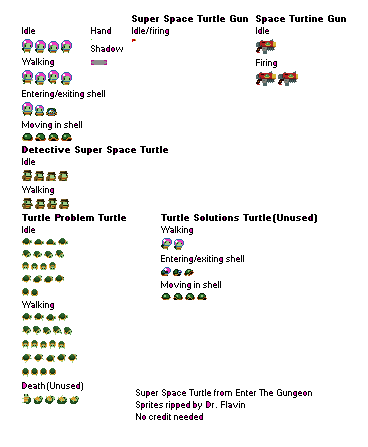 Super Space Turtle Gun
Space Turtine Gun
Idle
Hand
Idle/firing
Idle
Shadow
Walking
Firing
Entering/exiting shell
Moving in shell
Detective Super Space Turtle
Idle
Walking
Turtle Problem Turtle
Turtle Solutions Turtle(Unused)
Idle
Walking
Entering/exiting shell
Moving in shell
Walking
Death(Unused)
Super Space Turtle from Enter The Gungeon
Sprites ripped by Dr. Flavin
No credit needed